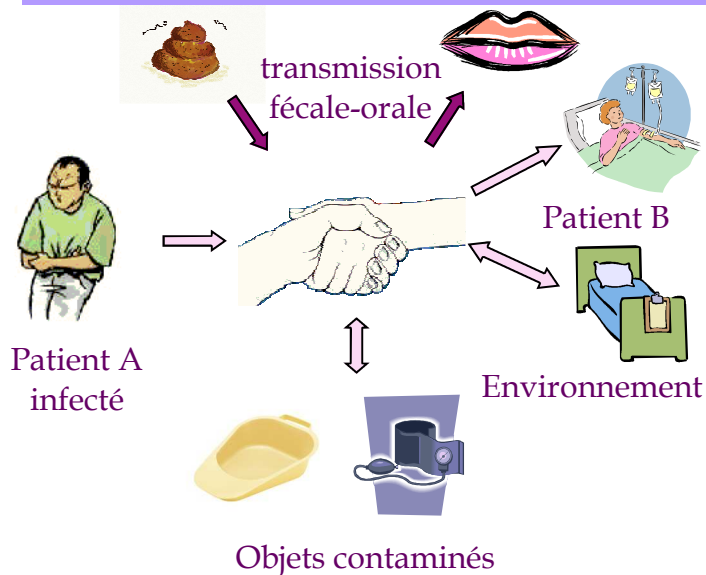 transmission
fécale-orale
Patient B
Patient A
infecté
Environnement
Objets contaminés